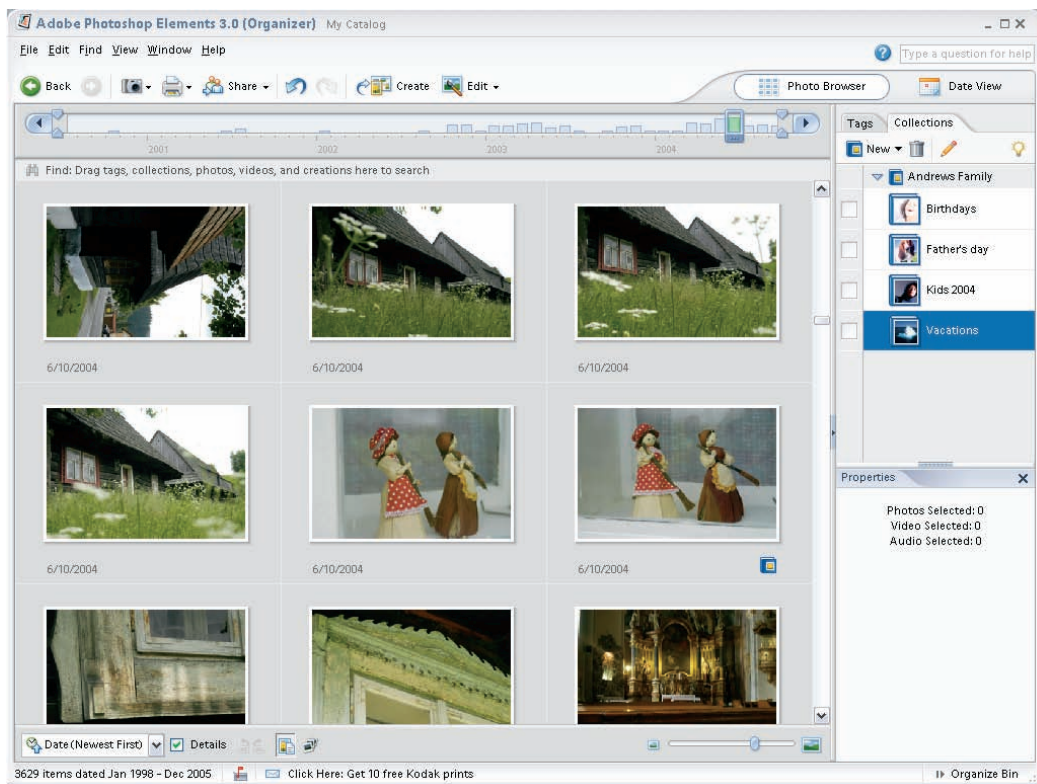 Adobe Photoshop Elements 3.0 (Organizer) My Catalog
File Edit Find View Window Help
Type a question for help
Back Share Create Edit Photo Browser Date View
2001 2002 2003 2004
Tags Collections
New
Find: Drag tags, collections, photos, videos, and creations here to search
Andrews Family
Birthdays
Father's day
Kids 2004
Vacations
6/10/2004 6/10/2004 6/10/2004
6/10/2004 6/10/2004 6/10/2004
Properties
Photos Selected: 0
Video Selected: 0
Audio Selected: 0
Date (Newest First) Details
3629 items dated Jan 1998 - Dec 2005 Click Here: Get 10 free Kodak prints Organize Bin